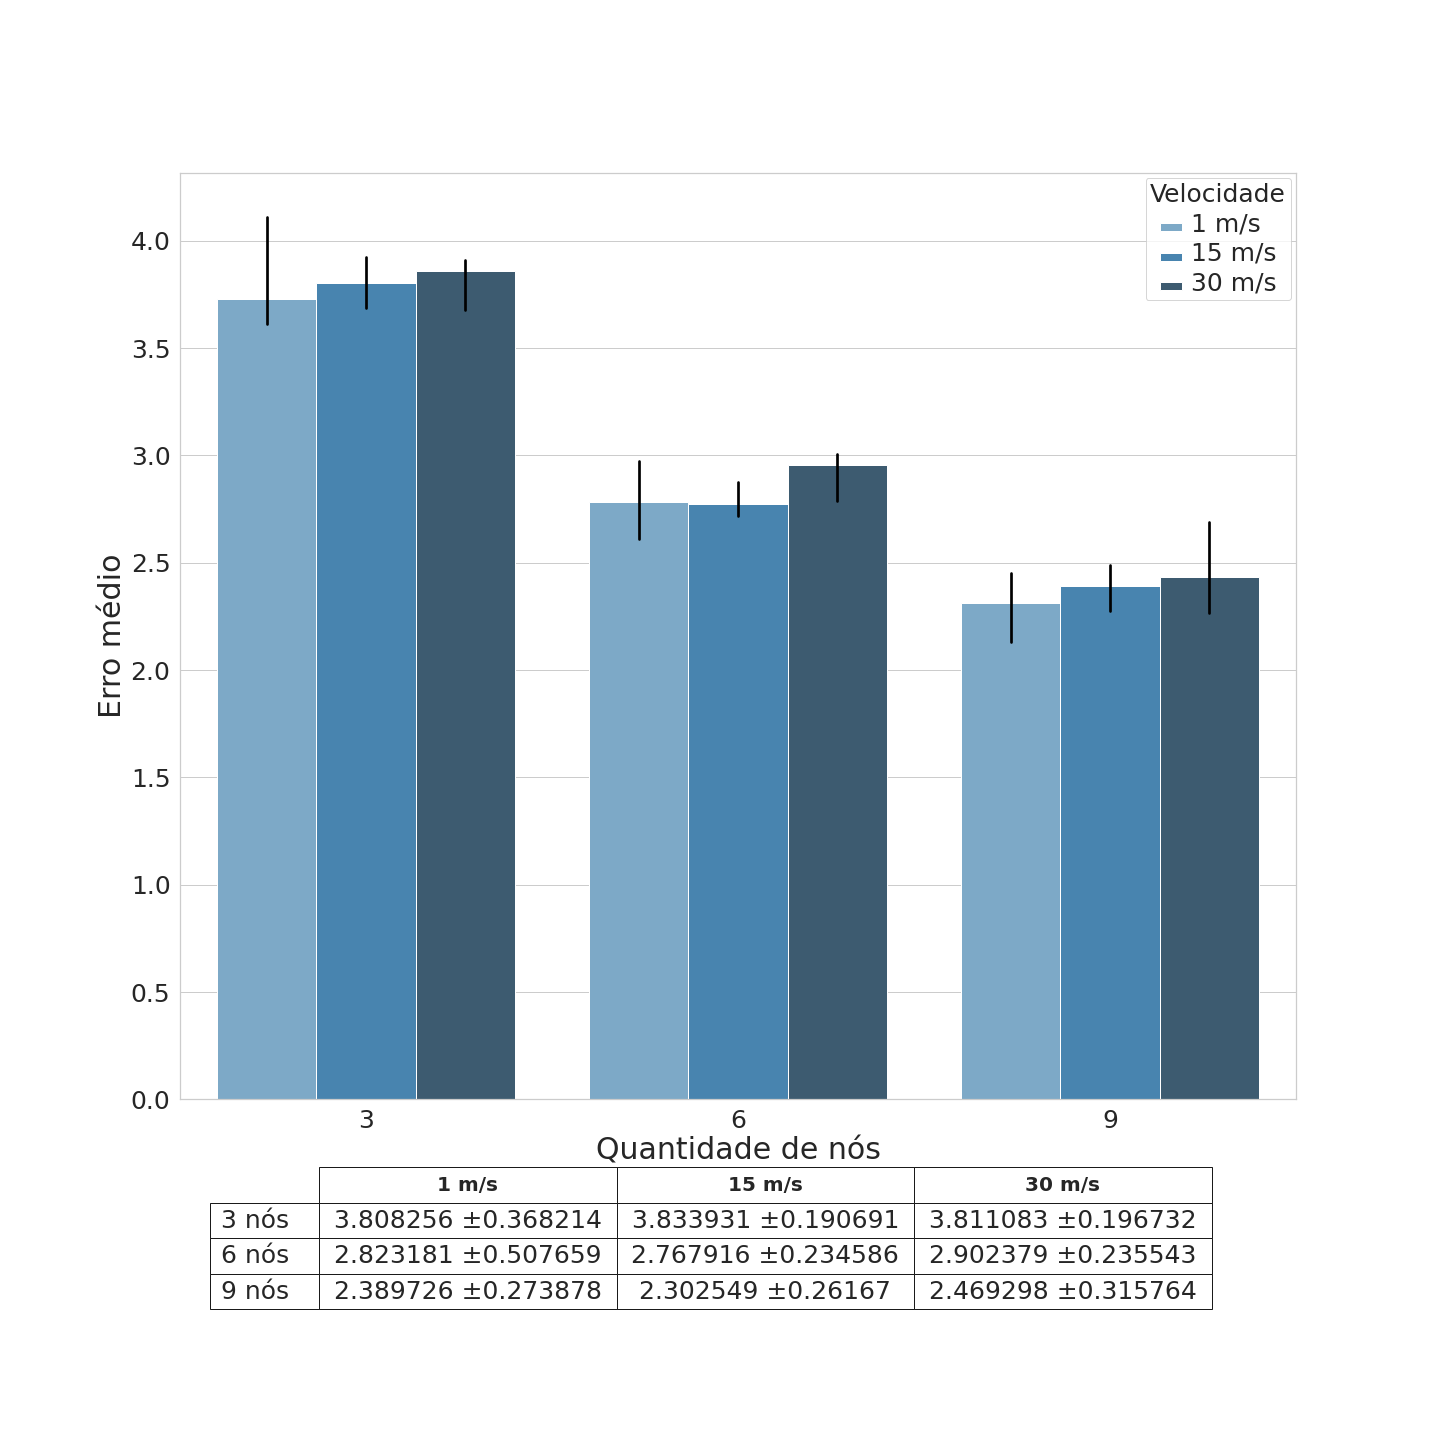 Velocidade
1 m/s
15 m/s
30 m/s
4.0
3.5
3.0
2.5
2.0
1.5
1.0
0.5
0.0
Erro médio
3 6 9
Quantidade de nós
1 m/s 15 m/s 30 m/s
3 nós 3.808256 ±0.368214 3.833931 ±0.190691 3.811083 ±0.196732
6 nós 2.823181 ±0.507659 2.767916 ±0.234586 2.902379 ±0.235543
9 nós 2.389726 ±0.273878 2.302549 ±0.26167 2.469298 ±0.315764